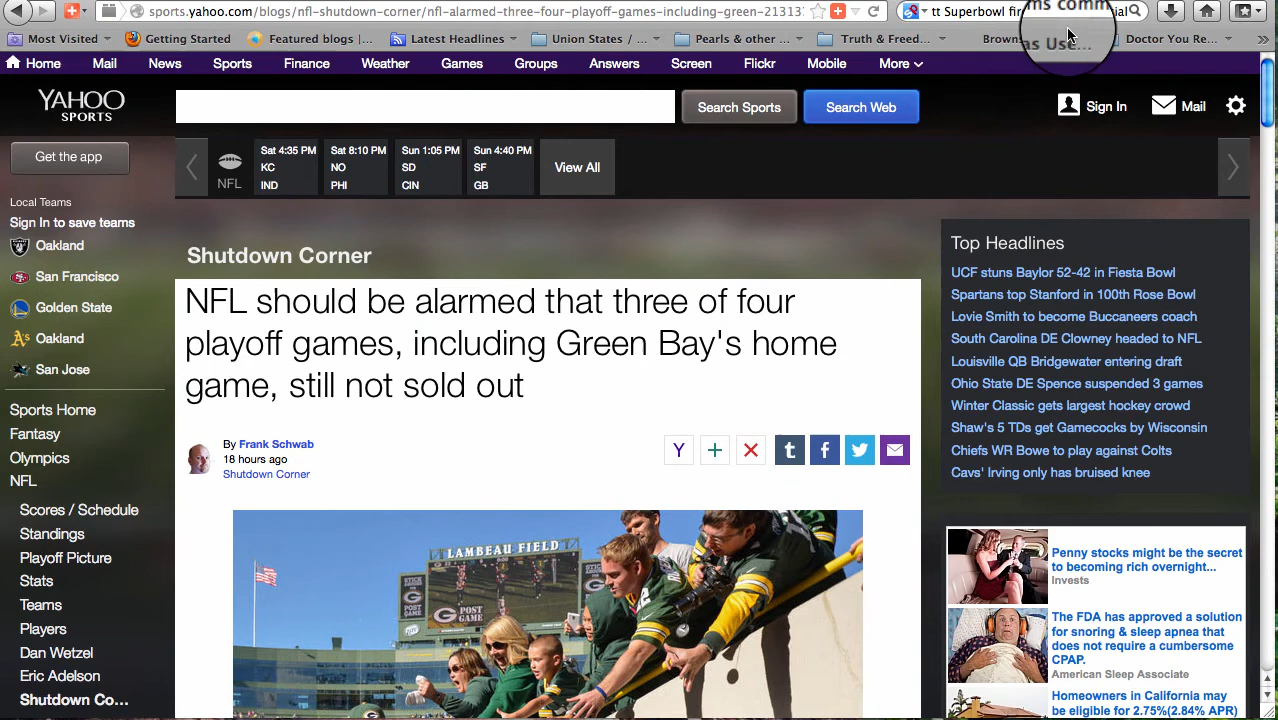 sports.yahoo.com/blogs/nfl-shutdown-corner/nfl-alarmed-three-four-playoff-games-including-green-213137
tt Superbowl
Most Visited
Getting Started
Featured blogs |...
Latest Headlines
Union States / ...
Pearls & other ...
Truth & Freed...
Brows
as Use...
Doctor You Re...
Home
Mail
News
Sports
Finance
Weather
Games
Groups
Answers
Screen
Flickr
Mobile
More
YAHOO
SPORTS
Search Sports
Search Web
Sign In
Mail
Get the app
NFL
Sat 4:35 PM
KC
IND
Sat 8:10 PM
NO
PHI
Sun 1:05 PM
SD
CIN
Sun 4:40 PM
SF
GB
View All
Local Teams
Sign In to save teams
Oakland
San Francisco
Golden State
Oakland
San Jose
Sports Home
Fantasy
Olympics
NFL
Scores / Schedule
Standings
Playoff Picture
Stats
Teams
Players
Dan Wetzel
Eric Adelson
Shutdown Co...
Shutdown Corner
NFL should be alarmed that three of four
playoff games, including Green Bay's home
game, still not sold out
By Frank Schwab
18 hours ago
Shutdown Corner
LAMBEAU FIELD
POST
GAME
Top Headlines
UCF stuns Baylor 52-42 in Fiesta Bowl
Spartans top Stanford in 100th Rose Bowl
Lovie Smith to become Buccaneers coach
South Carolina DE Clowney headed to NFL
Louisville QB Bridgewater entering draft
Ohio State DE Spence suspended 3 games
Winter Classic gets largest hockey crowd
Shaw's 5 TDs get Gamecocks by Wisconsin
Chiefs WR Bowe to play against Colts
Cavs' Irving only has bruised knee
Penny stocks might be the secret
to becoming rich overnight...
Invests
The FDA has approved a solution
for snoring & sleep apnea that
does not require a cumbersome
CPAP.
American Sleep Associate
Homeowners in California may
be eligible for 2.75%(2.84% APR)